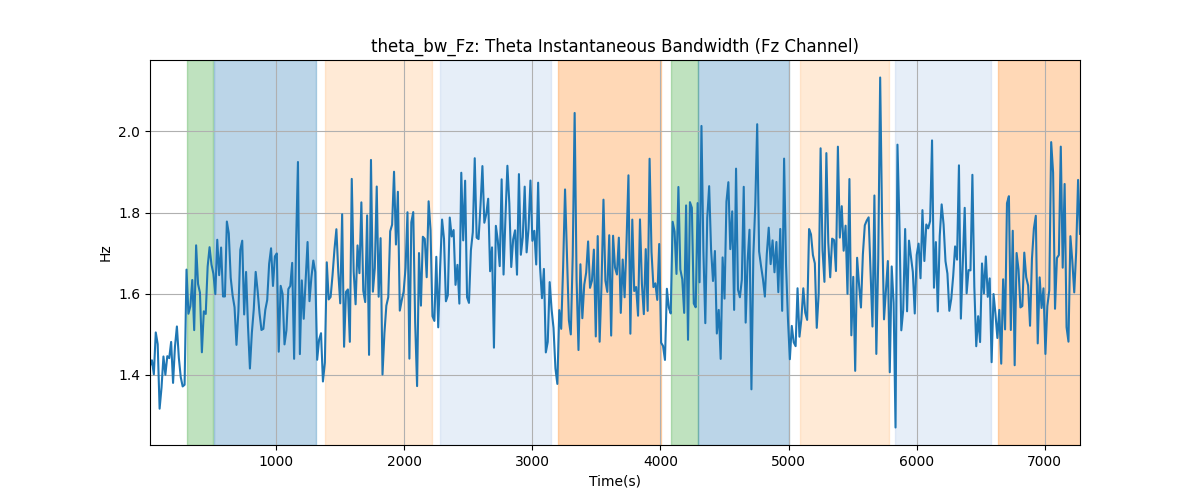 theta_bw_Fz: Theta Instantaneous Bandwidth (Fz Channel)
Hz
2.0
1.8
1.6
1.4
1000 2000 3000 4000 5000 6000 7000
Time(s)